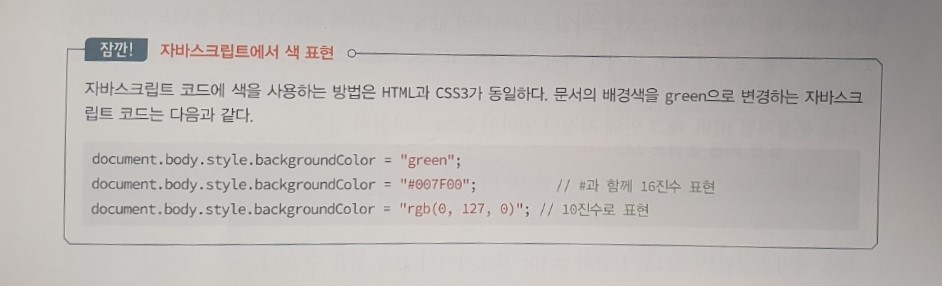 잠깐! 자바스크립트에서 색 표현
자바스크립트 코드에 색을 사용하는 방법은 HTML과 CSS3가 동일하다. 문서의 배경색을 green으로 변경하는 자바스크
립트 코드는 다음과 같다.
document.body.style.backgroundColor = "green";
document.body.style.backgroundColor = "#007F00"; // #과 함께 16진수 표현
document.body.style.backgroundColor = "rgb(0, 127, 0)"; // 10진수로 표현